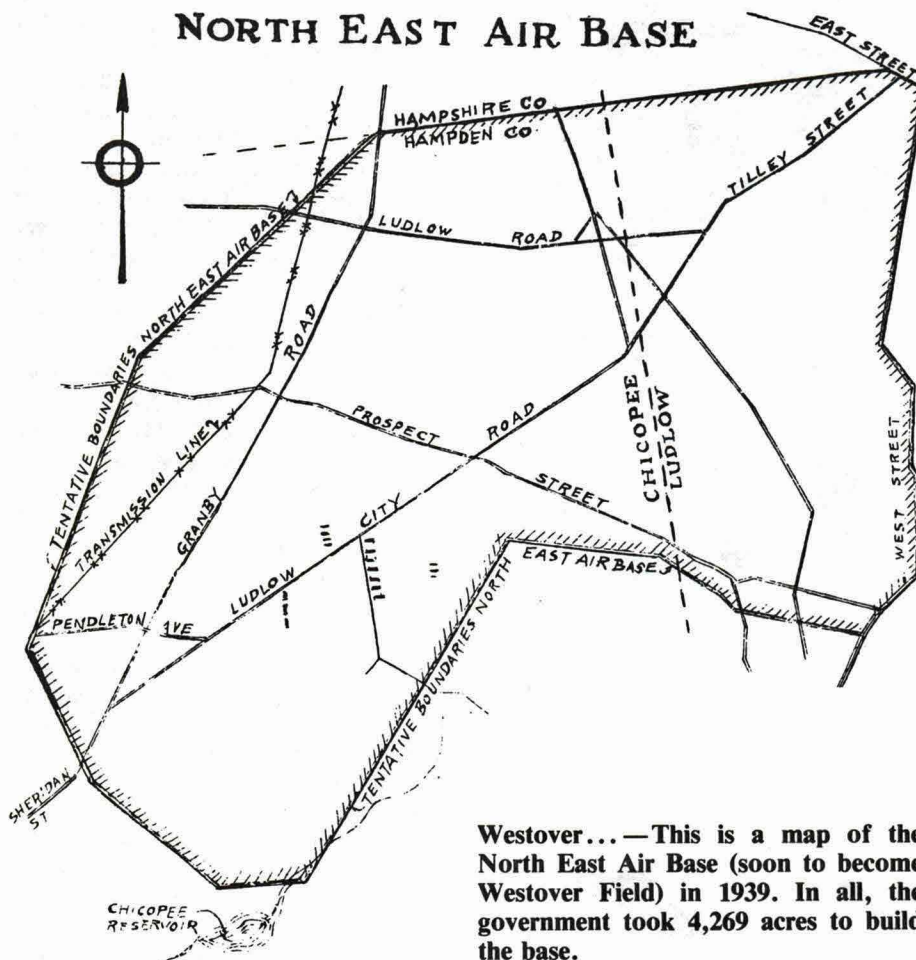 NORTH EAST AIR BASE
EAST STREET
HAMPSHIRE CO
HAMPDEN CO
TILLEY STREET
LUDLOW ROAD
TENTATIVE BOUNDARIES NORTH EAST AIR BASE
GRANBY ROAD
TRANSMISSION LINE
PROSPECT STREET
LUDLOW CITY ROAD
CHICOPEE
LUDLOW
WEST STREET
PENDLETON AVE
TENTATIVE BOUNDARIES NORTH EAST AIR BASE
SHERIDAN
ST
CHICOPEE
RESERVOIR
Westover... — This is a map of the
North East Air Base (soon to become
Westover Field) in 1939. In all, the
government took 4,269 acres to build
the base.